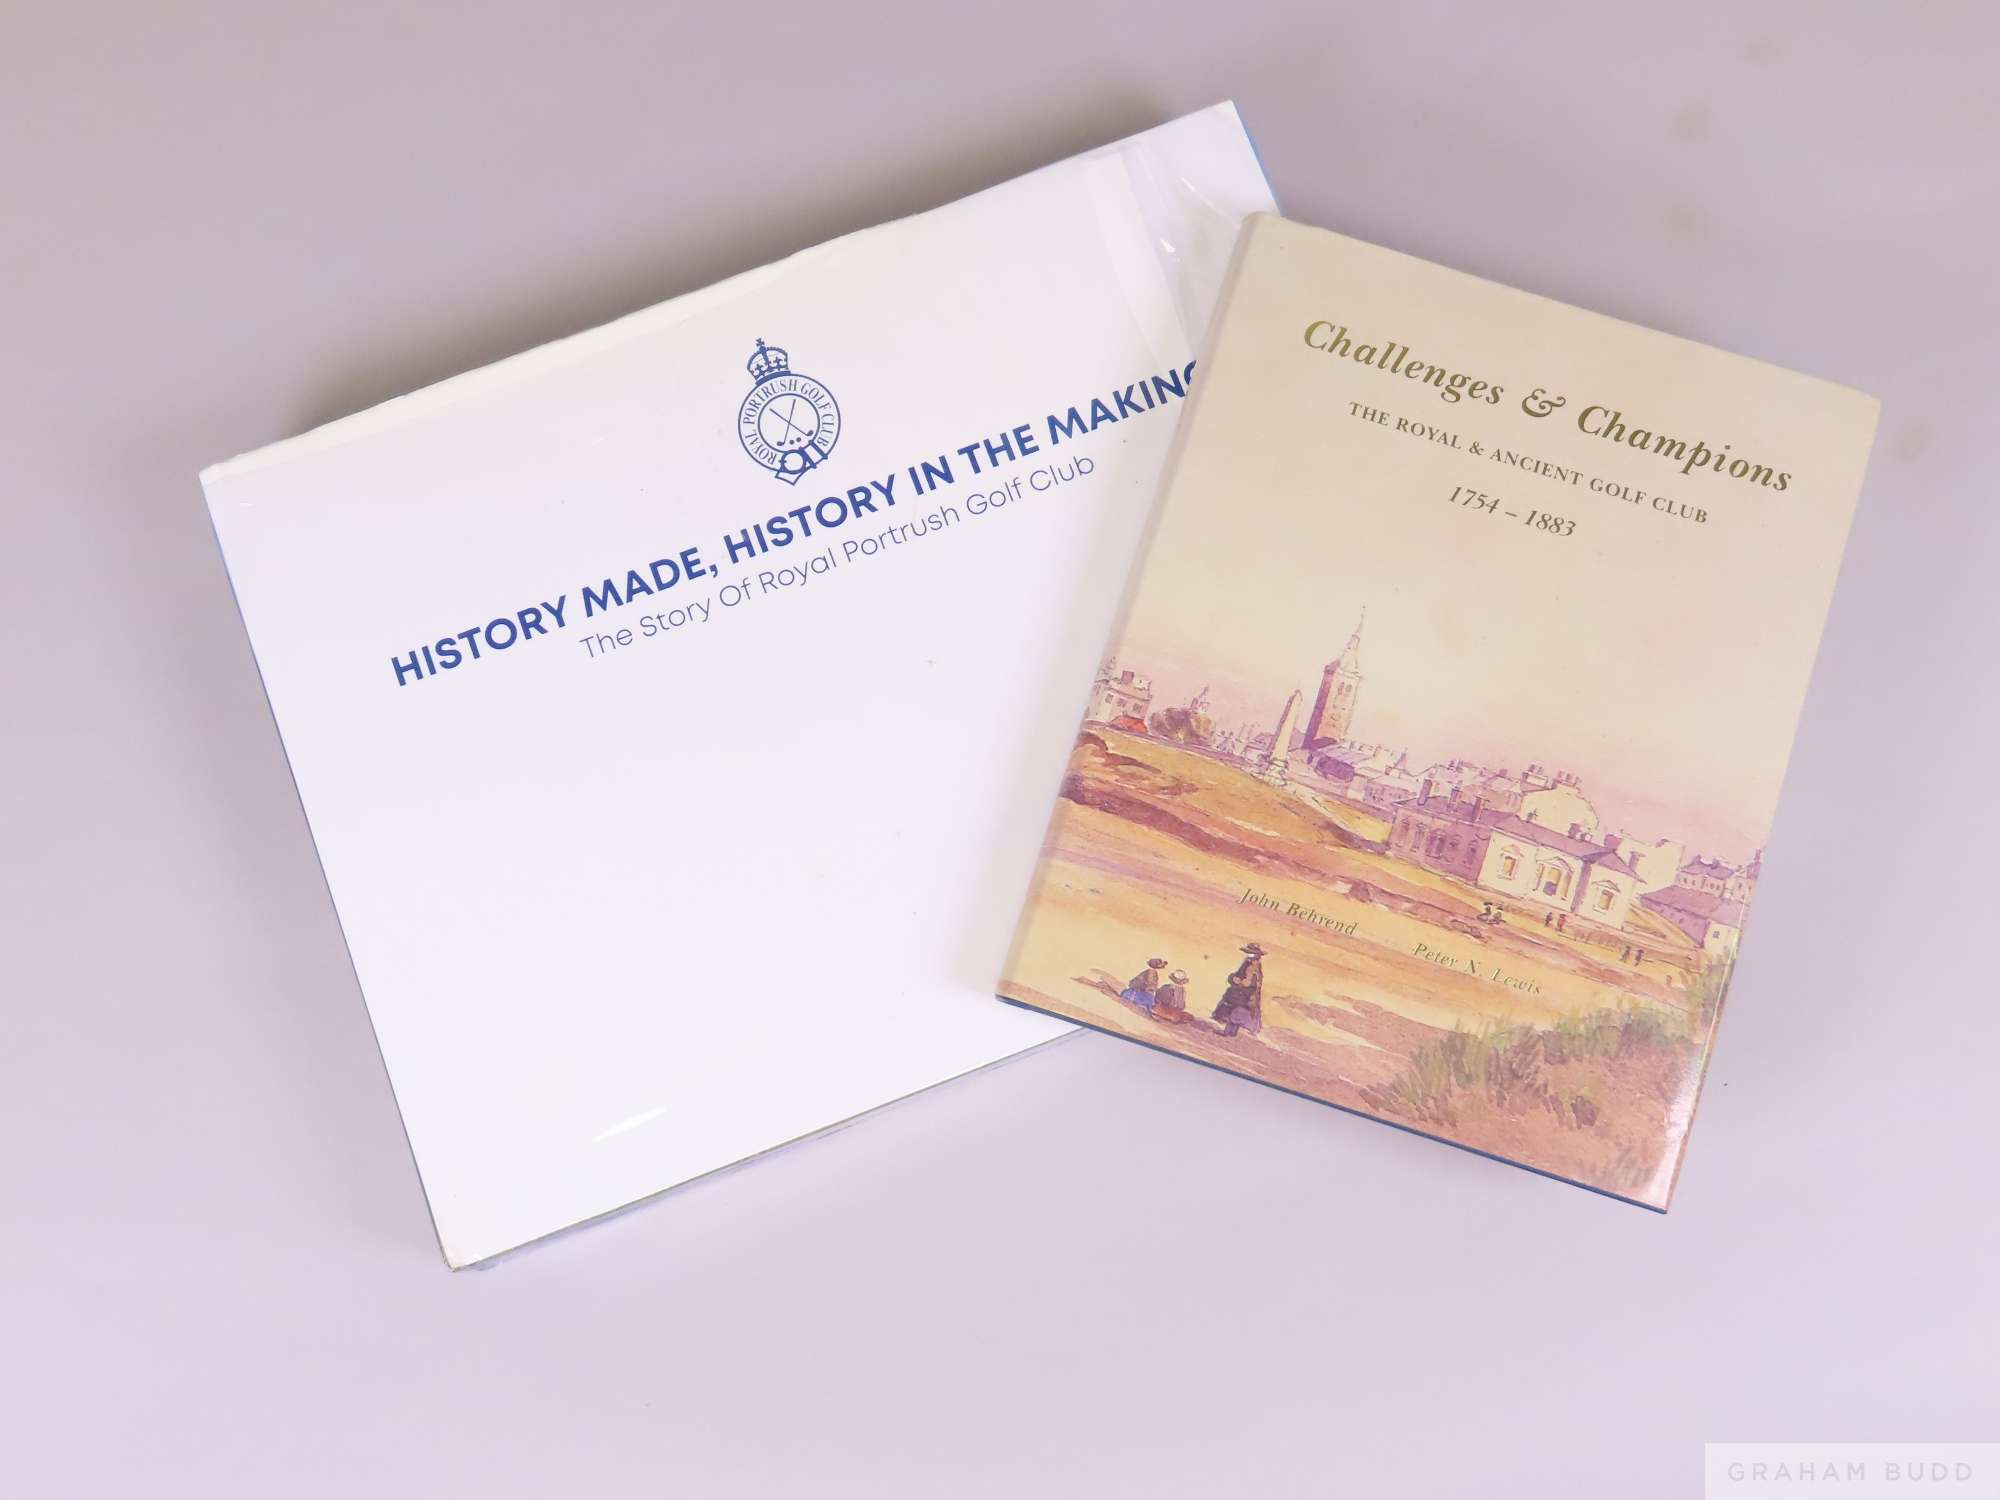 ROYAL PORTRUSH GOLF CLUB
HISTORY MADE, HISTORY IN THE MAKING
The Story Of Royal Portrush Golf Club
Challenges & Champions
THE ROYAL & ANCIENT GOLF CLUB
1754 – 1883
John Behrend
Peter N. Lewis
GRAHAM BUDD